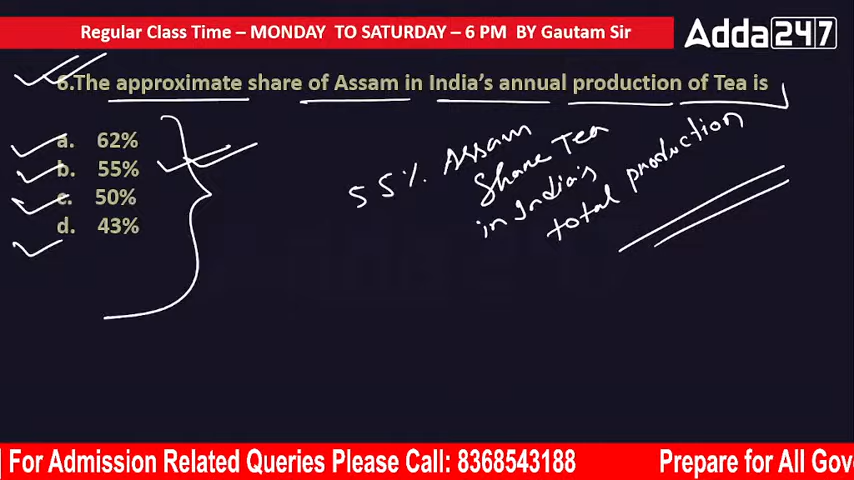 Regular Class Time – MONDAY TO SATURDAY – 6 PM BY Gautam Sir
Adda247
6.The approximate share of Assam in India's annual production of Tea is
a. 62%
b. 55%
c. 50%
d. 43%
55% Assam
Share Tea
in India's
total production
For Admission Related Queries Please Call: 8368543188
Prepare for All Gov